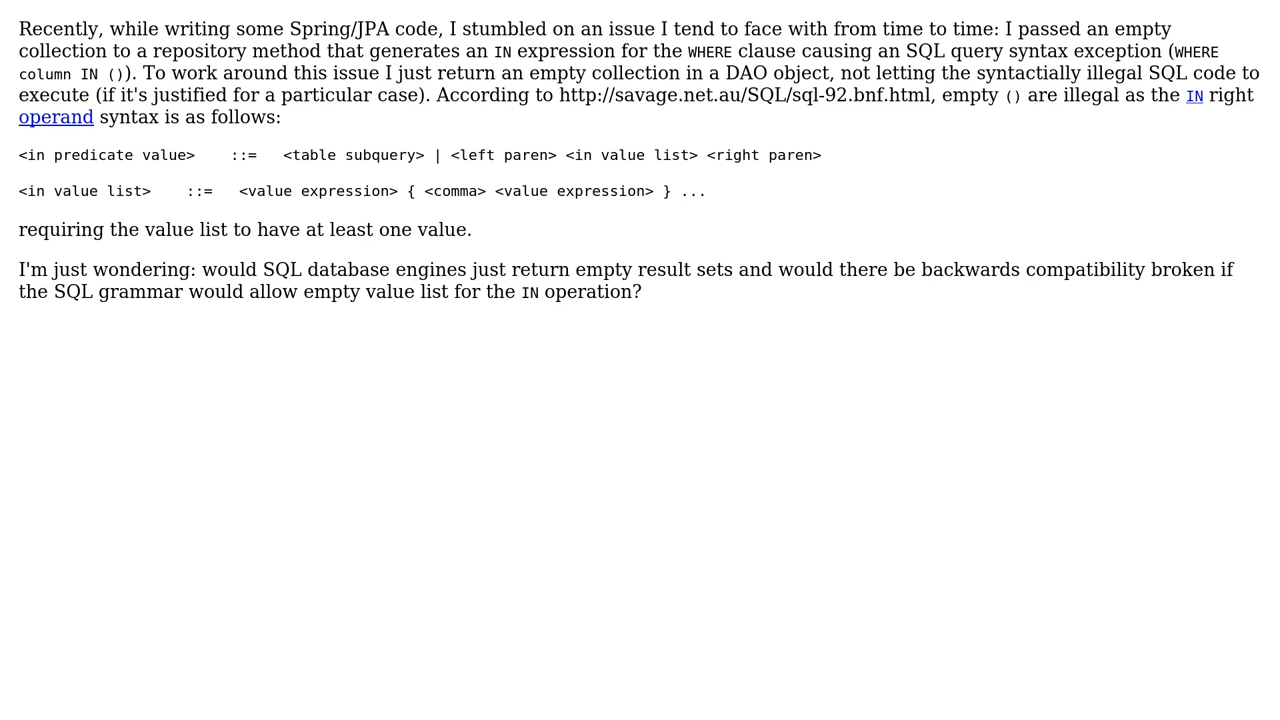 Recently, while writing some Spring/JPA code, I stumbled on an issue I tend to face with from time to time: I passed an empty
collection to a repository method that generates an IN expression for the WHERE clause causing an SQL query syntax exception (WHERE
column IN ()). To work around this issue I just return an empty collection in a DAO object, not letting the syntactially illegal SQL code to
execute (if it's justified for a particular case). According to http://savage.net.au/SQL/sql-92.bnf.html, empty () are illegal as the IN right
operand syntax is as follows:
<in predicate value>    ::=   <table subquery> | <left paren> <in value list> <right paren>
<in value list>    ::=   <value expression> { <comma> <value expression> } ...
requiring the value list to have at least one value.
I'm just wondering: would SQL database engines just return empty result sets and would there be backwards compatibility broken if
the SQL grammar would allow empty value list for the IN operation?